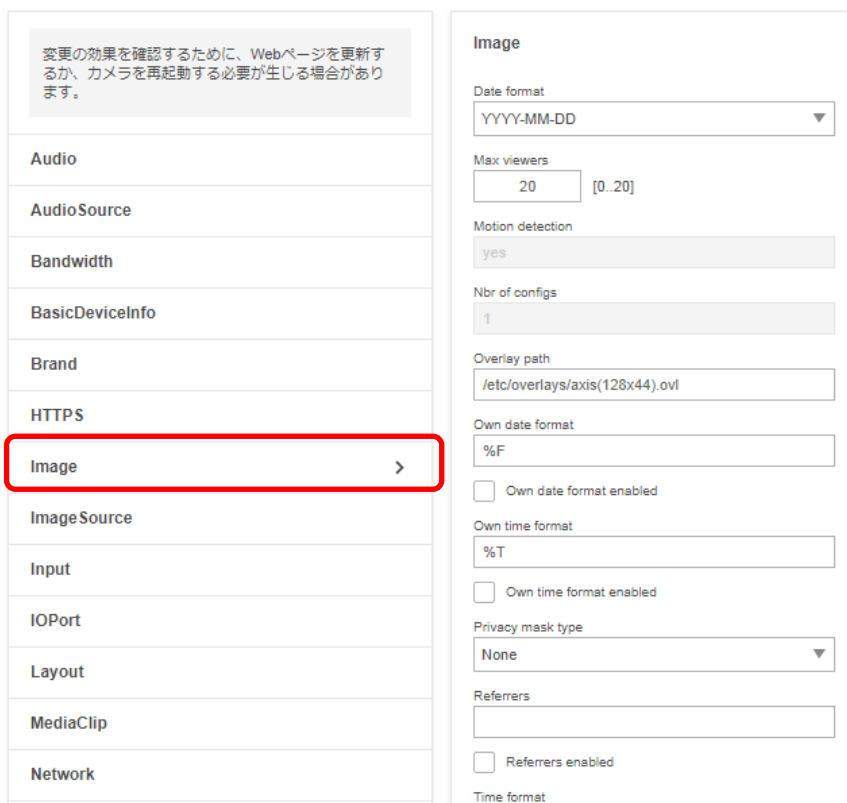 変更の効果を確認するために、Webページを更新す
るか、カメラを再起動する必要が生じる場合があり
ます。
Audio
AudioSource
Bandwidth
BasicDeviceInfo
Brand
HTTPS
Image
ImageSource
Input
IOPort
Layout
MediaClip
Network
Image
Date format
YYYY-MM-DD
Max viewers
20 [0..20]
Motion detection
yes
Nbr of configs
1
Overlay path
/etc/overlays/axis(128x44).ovl
Own date format
%F
Own date format enabled
Own time format
%T
Own time format enabled
Privacy mask type
None
Referrers
Referrers enabled
Time format